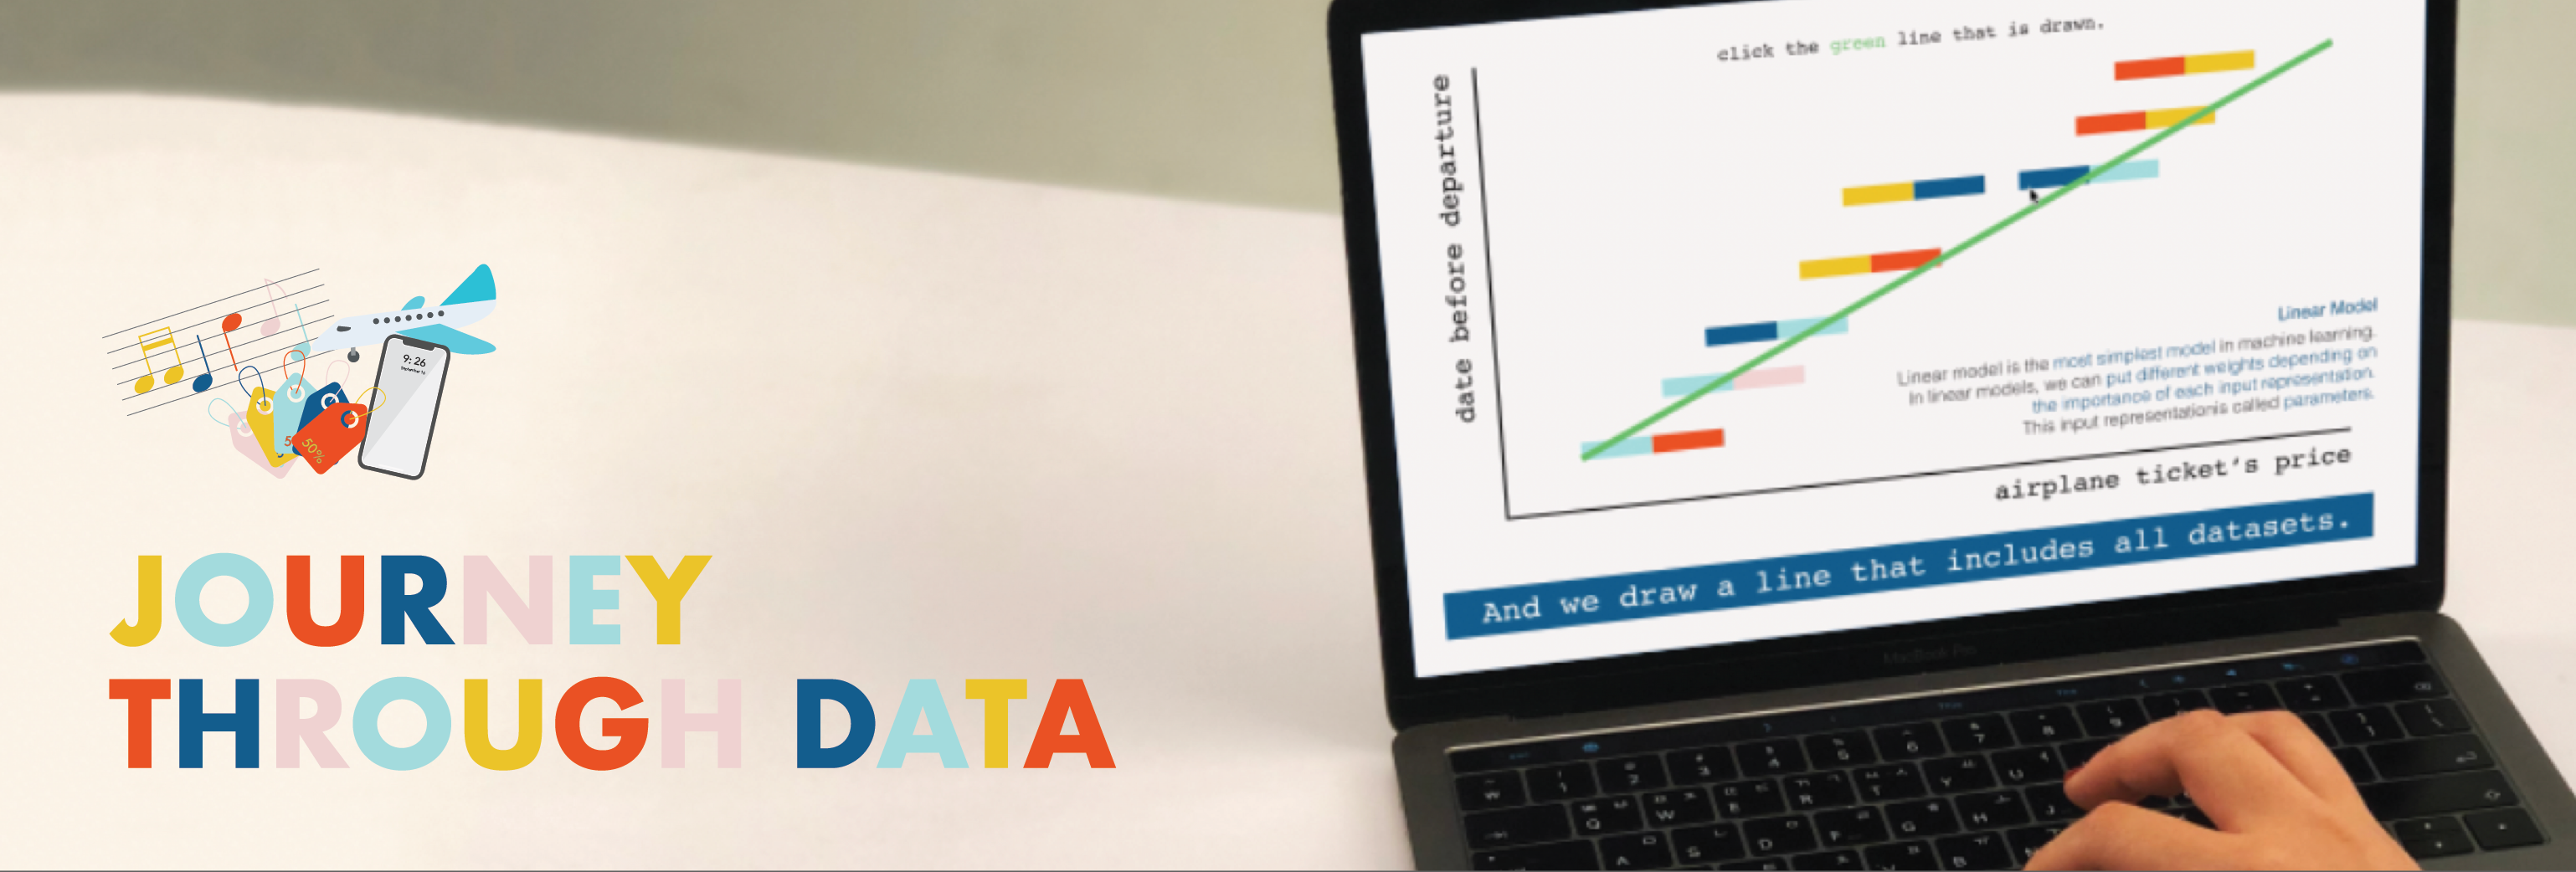 9:26
50%
JOURNEY
THROUGH DATA
click the green line that is drawn.
date before departure
Linear Model
Linear model is the most simplest model in machine learning.
In linear models, we can put different weights depending on
the importance of each input representation.
This input representationis called parameters.
airplane ticket's price
And we draw a line that includes all datasets.
MacBook Pro